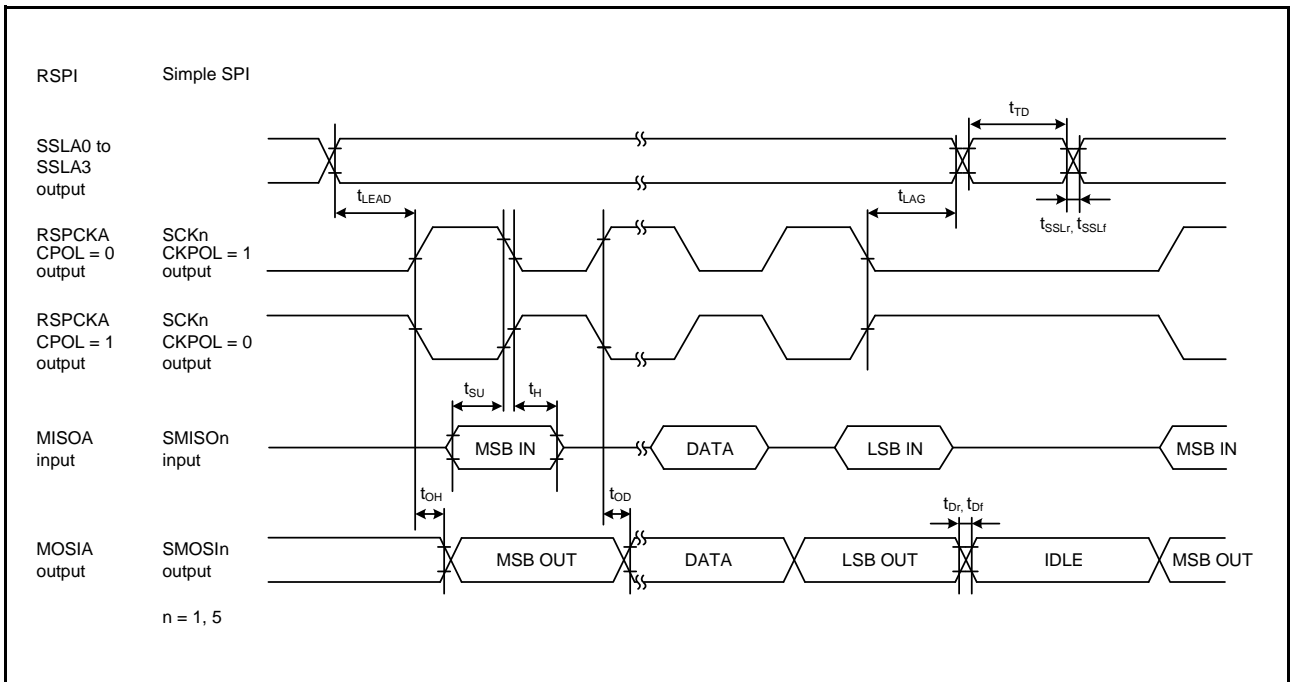 RSPI Simple SPI
SSLA0 to
SSLA3
output
tTD
tLEAD
tLAG
tSSLr, tSSLf
RSPCKA SCKn
CPOL = 0 CKPOL = 1
output output
RSPCKA SCKn
CPOL = 1 CKPOL = 0
output output
tSU tH
MISOA SMISOn
input input
MSB IN DATA LSB IN MSB IN
tOH tOD tDr, tDf
MOSIA SMOSIn
output output
MSB OUT DATA LSB OUT IDLE MSB OUT
n = 1, 5